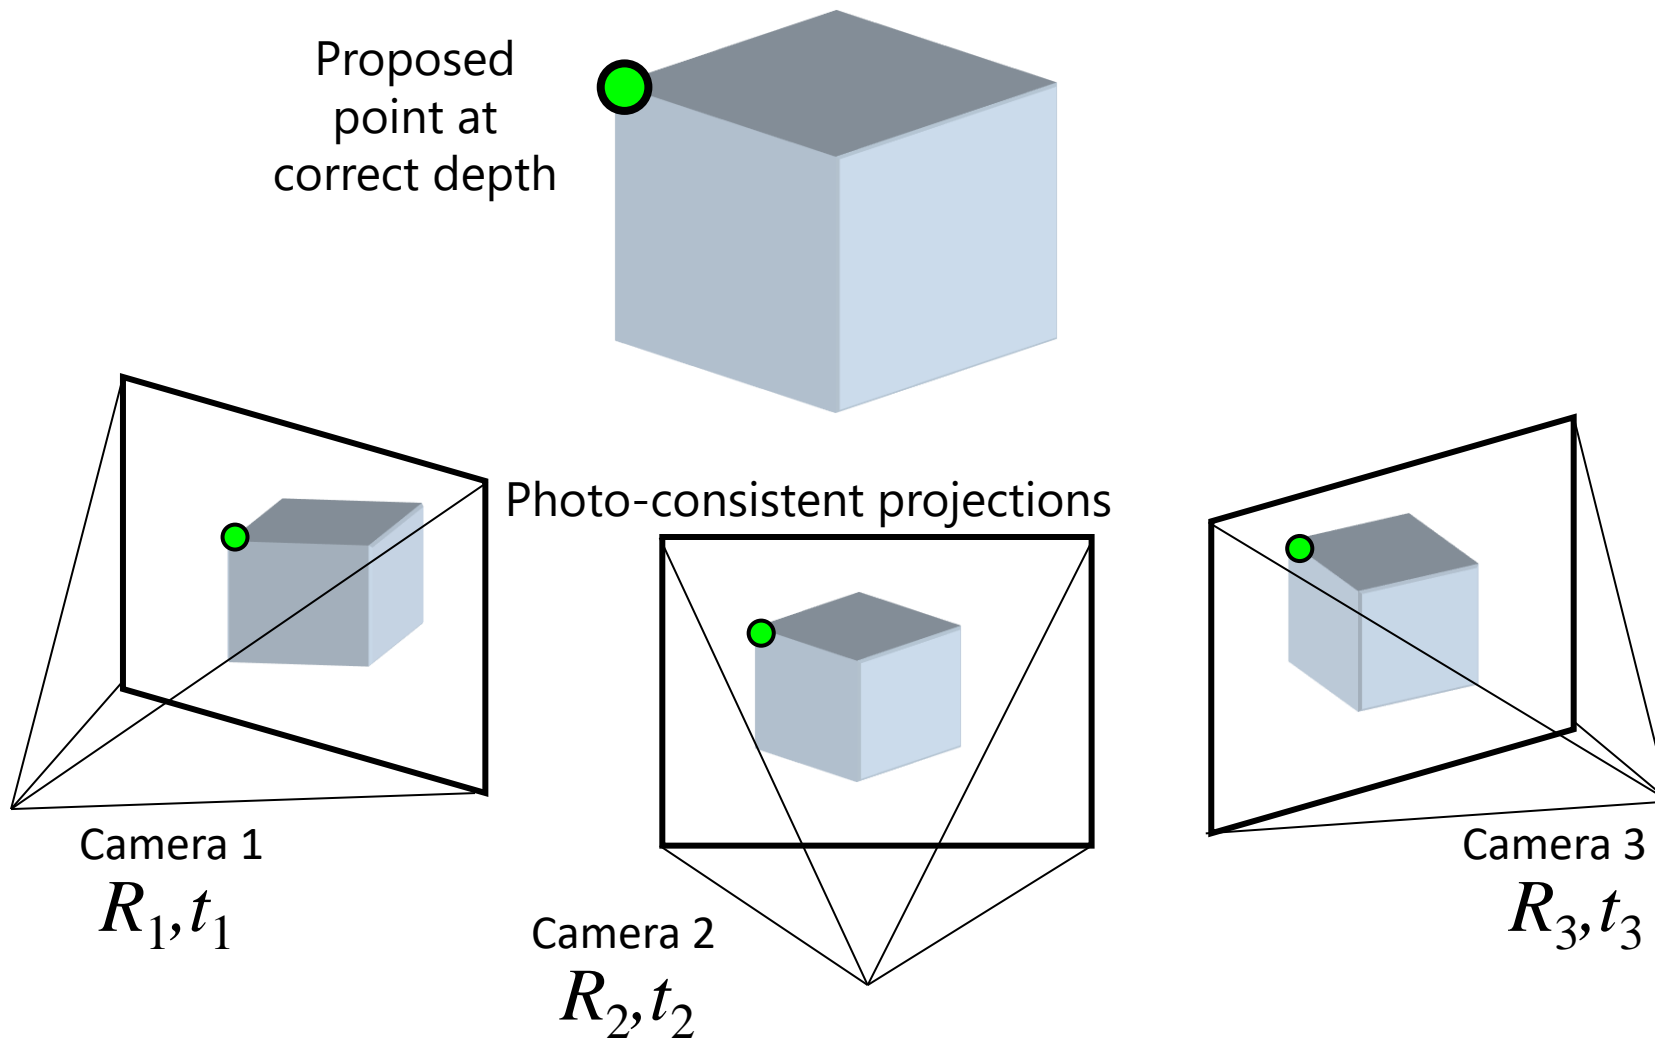 Proposed
point at
correct depth
Photo-consistent projections
Camera 1
R₁,t₁
Camera 2
R₂,t₂
Camera 3
R₃,t₃